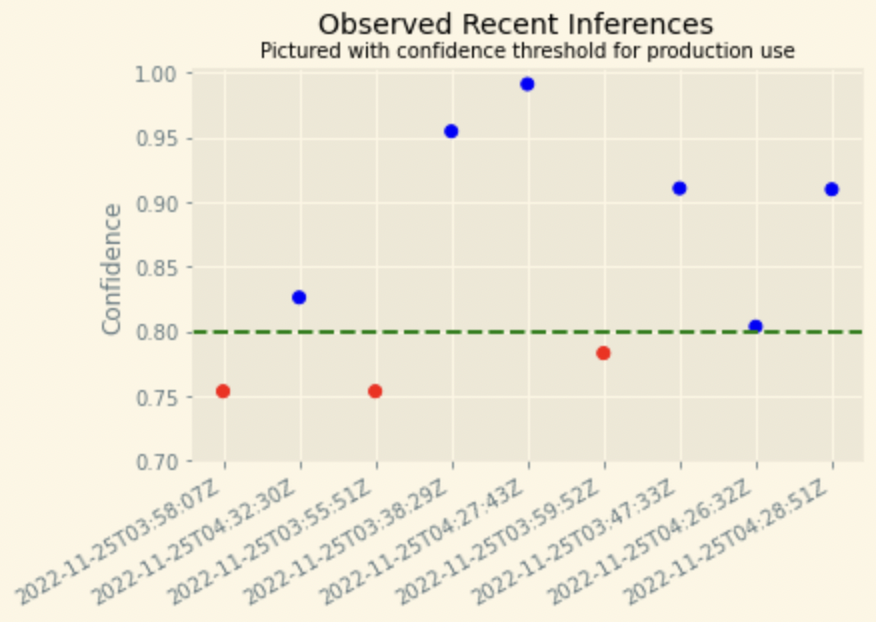 Observed Recent Inferences
Pictured with confidence threshold for production use
Confidence
1.00
0.95
0.90
0.85
0.80
0.75
0.70
2022-11-25T03:58:07Z
2022-11-25T04:32:30Z
2022-11-25T03:55:51Z
2022-11-25T03:38:29Z
2022-11-25T04:27:43Z
2022-11-25T03:59:52Z
2022-11-25T03:47:33Z
2022-11-25T04:26:32Z
2022-11-25T04:28:51Z